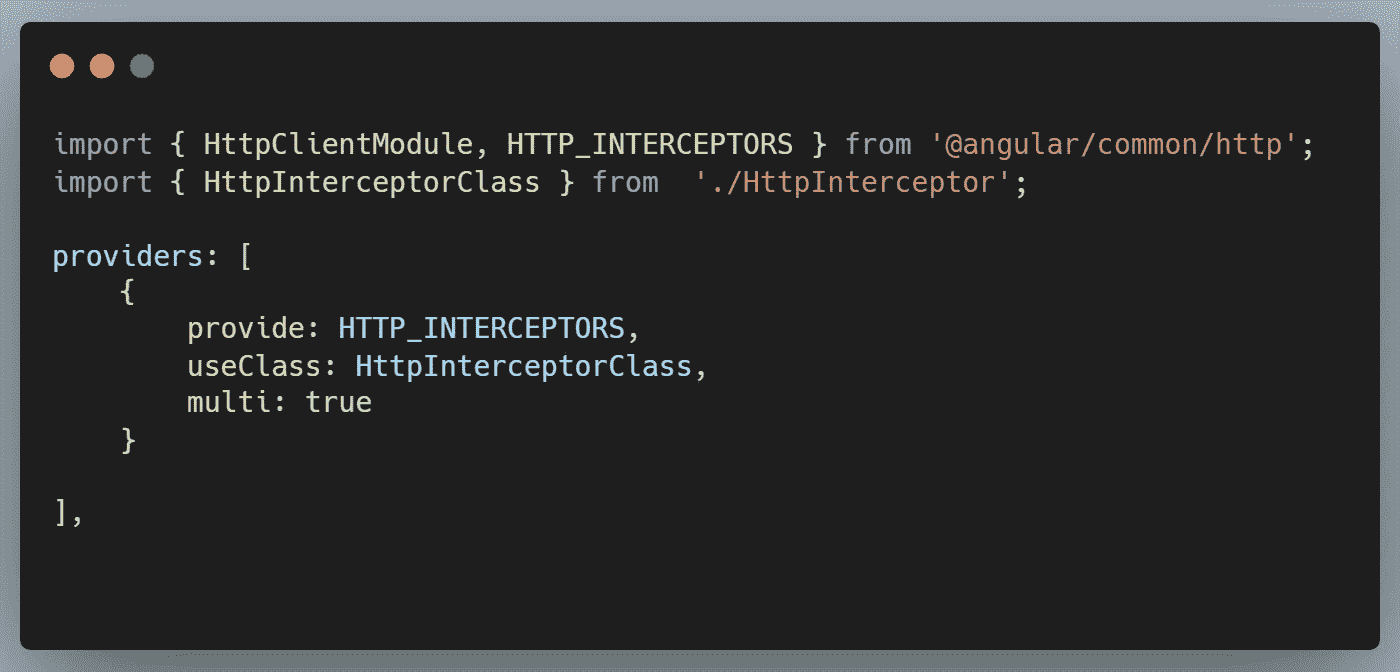 import { HttpClientModule, HTTP_INTERCEPTORS } from '@angular/common/http';
import { HttpInterceptorClass } from  './HttpInterceptor';
providers: [
    {
        provide: HTTP_INTERCEPTORS,
        useClass: HttpInterceptorClass,
        multi: true
    }
],